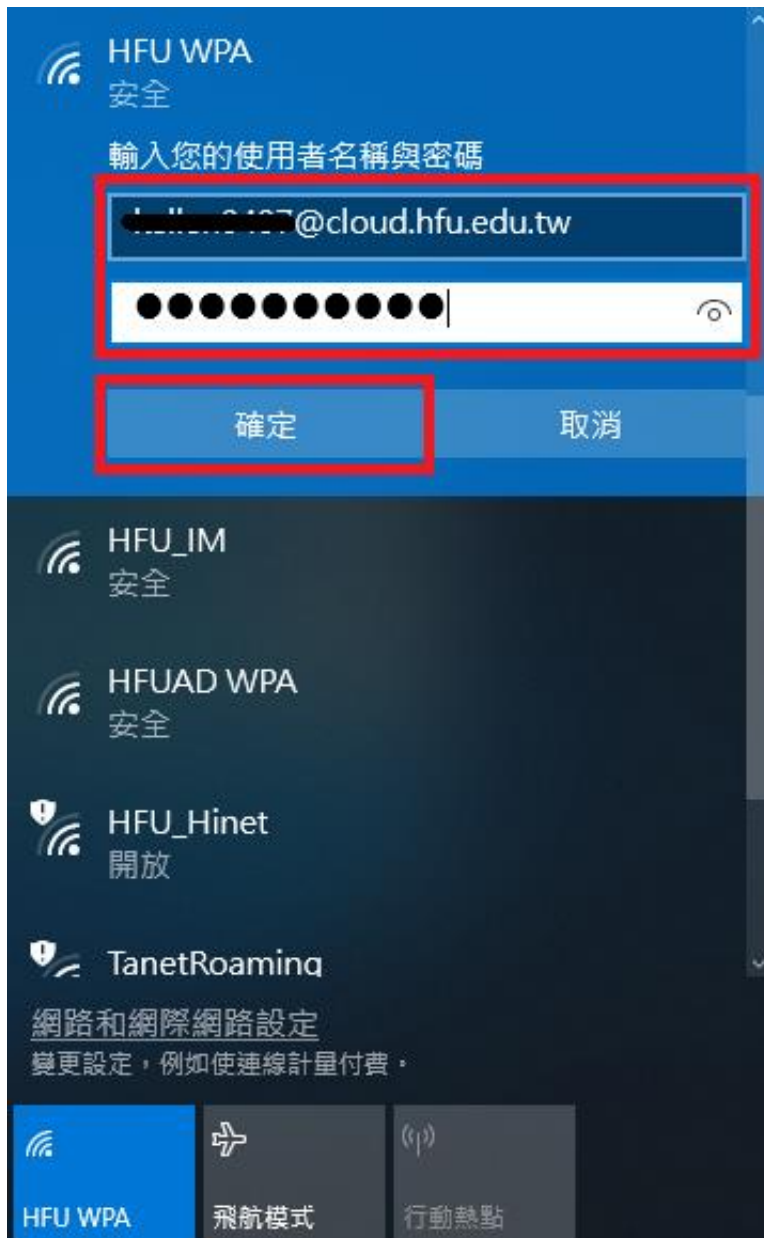 HFU WPA
安全
輸入您的使用者名稱與密碼
@cloud.hfu.edu.tw
●●●●●●●●●●
確定
取消
HFU_IM
安全
HFUAD WPA
安全
HFU_Hinet
開放
TanetRoaming
網路和網際網路設定
變更設定，例如使連線計量付費。
HFU WPA
飛航模式
行動熱點